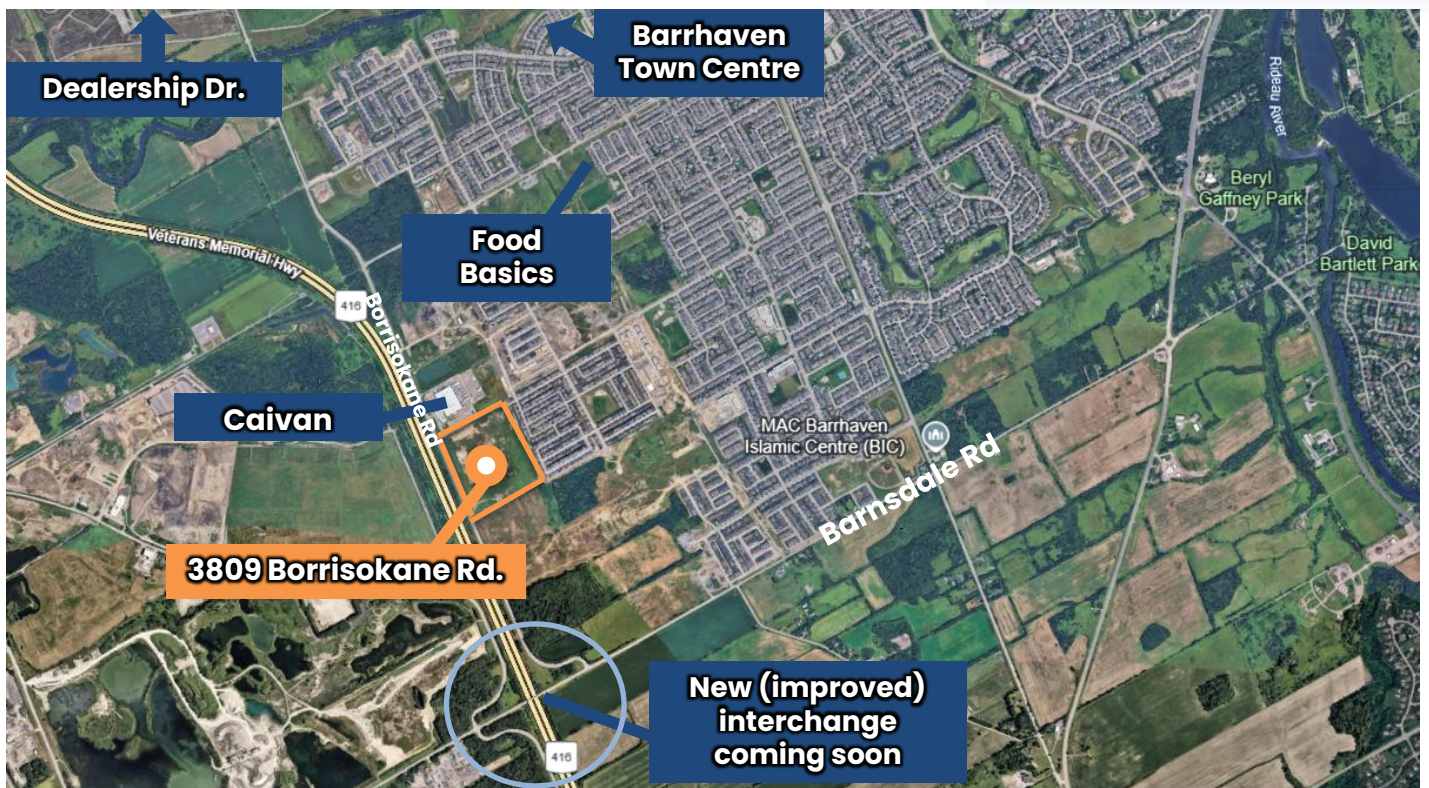 Dealership Dr.
Barrhaven
Town Centre
Rideau River
Beryl
Gaffney Park
David
Bartlett Park
Food
Basics
Veterans Memorial Hwy
416
Borrisokane Rd
Caivan
MAC Barrhaven
Islamic Centre (BIC)
Barnsdale Rd
3809 Borrisokane Rd.
New (improved)
interchange
coming soon
416